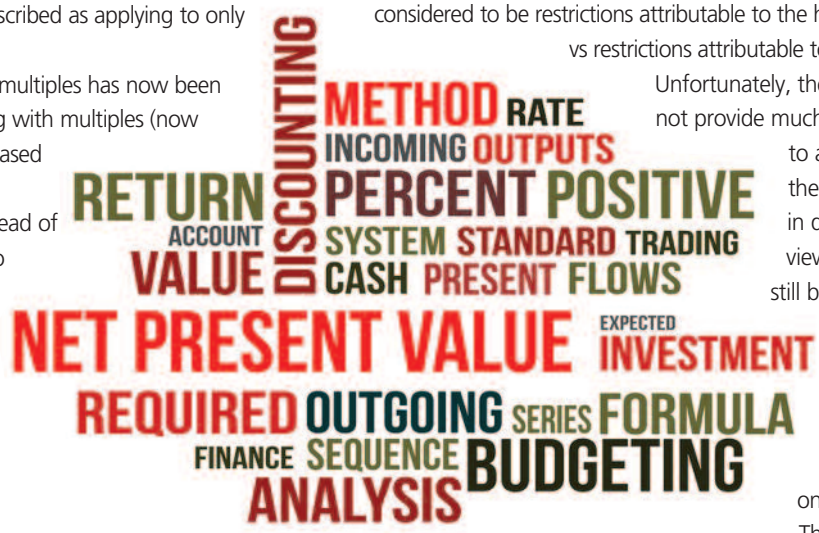 scribed as applying to only
multiples has now been
g with multiples (now
ased
ead of
considered to be restrictions attributable to the h
vs restrictions attributable to
Unfortunately, the
not provide much
to a
the
in c
view
still b
on
Th
DISCOUNTING
METHOD RATE
INCOMING OUTPUTS
RETURN PERCENT POSITIVE
ACCOUNT SYSTEM STANDARD TRADING
VALUE CASH PRESENT FLOWS
NET PRESENT VALUE EXPECTED INVESTMENT
REQUIRED OUTGOING SERIES FORMULA
FINANCE SEQUENCE BUDGETING
ANALYSIS